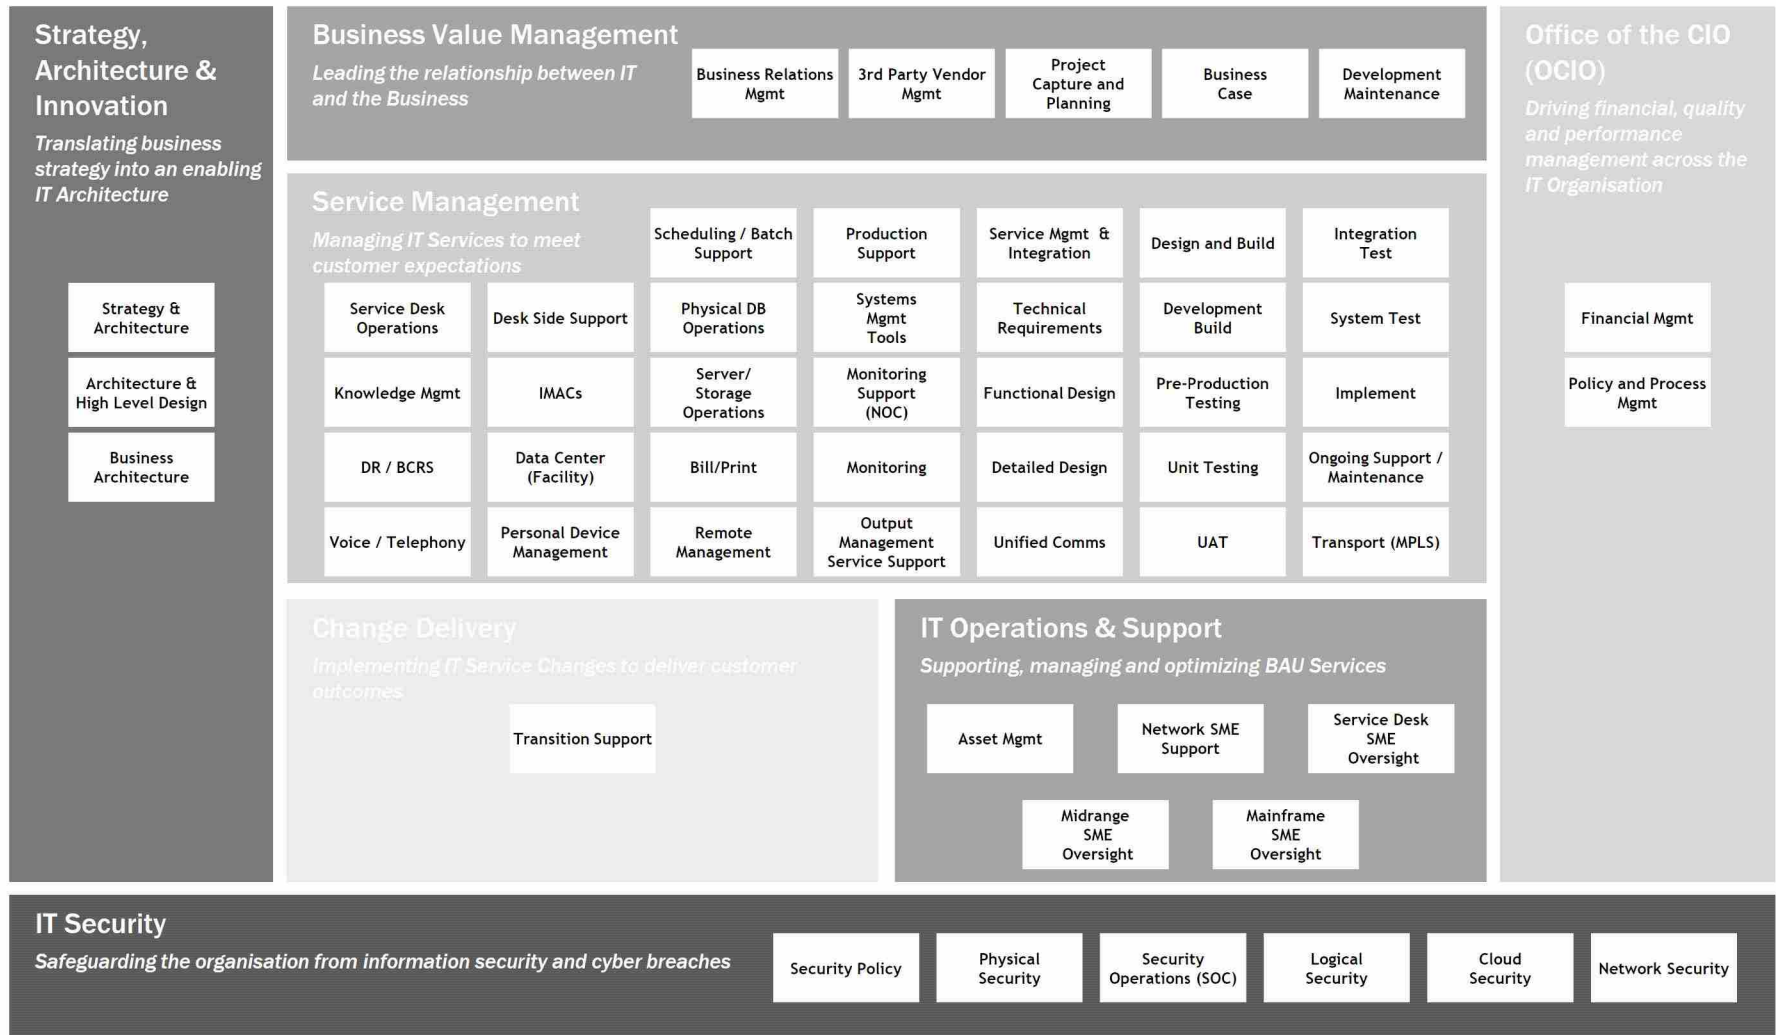 Strategy,
Architecture &
Innovation
Translating business
strategy into an enabling
IT Architecture
Strategy &
Architecture
Architecture &
High Level Design
Business
Architecture
Business Value Management
Leading the relationship between IT
and the Business
Business Relations
Mgmt
3rd Party Vendor
Mgmt
Project
Capture and
Planning
Business
Case
Development
Maintenance
Service Management
Managing IT Services to meet
customer expectations
Scheduling / Batch
Support
Production
Support
Service Mgmt &
Integration
Design and Build
Integration
Test
Service Desk
Operations
Desk Side Support
Physical DB
Operations
Systems
Mgmt
Tools
Technical
Requirements
Development
Build
System Test
Knowledge Mgmt
IMACs
Server/
Storage
Operations
Monitoring
Support
(NOC)
Functional Design
Pre-Production
Testing
Implement
DR / BCRS
Data Center
(Facility)
Bill/Print
Monitoring
Detailed Design
Unit Testing
Ongoing Support /
Maintenance
Voice / Telephony
Personal Device
Management
Remote
Management
Output
Management
Service Support
Unified Comms
UAT
Transport (MPLS)
Change Delivery
Implementing IT Service Changes to deliver customer
outcomes
Transition Support
IT Operations & Support
Supporting, managing and optimizing BAU Services
Asset Mgmt
Network SME
Support
Service Desk
SME
Oversight
Midrange
SME
Oversight
Mainframe
SME
Oversight
Office of the CIO
(OCIO)
Driving financial, quality
and performance
management across the
IT Organisation
Financial Mgmt
Policy and Process
Mgmt
IT Security
Safeguarding the organisation from information security and cyber breaches
Security Policy
Physical
Security
Security
Operations (SOC)
Logical
Security
Cloud
Security
Network Security